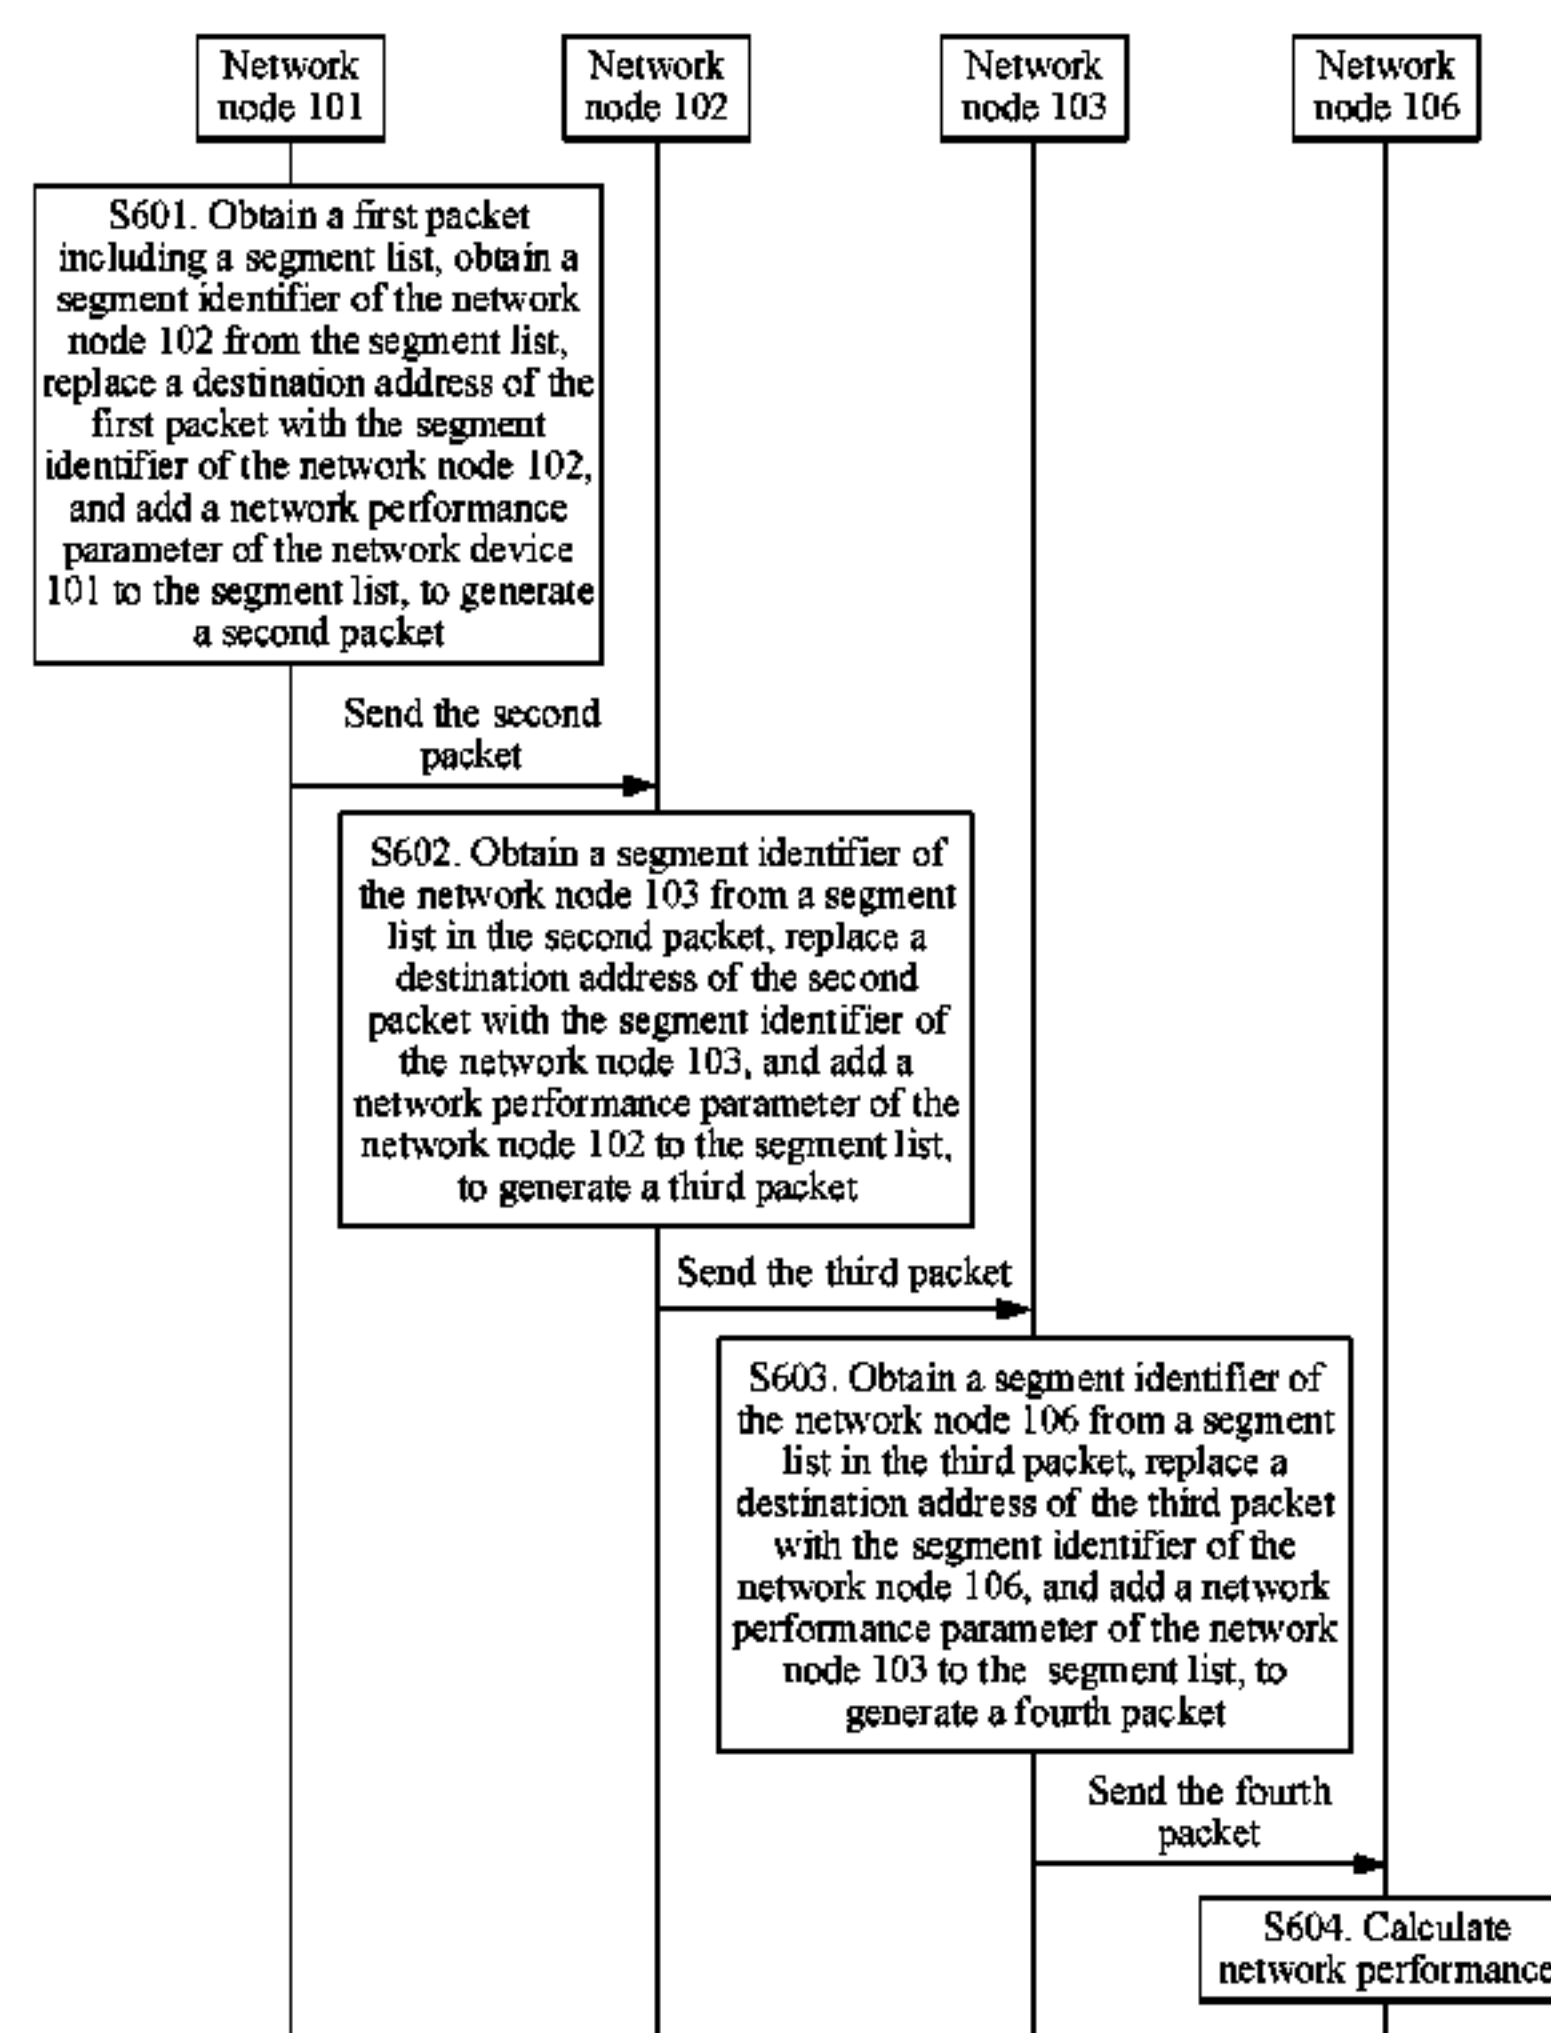 Network
node 101
Network
node 102
Network
node 103
Network
node 106
S601. Obtain a first packet
including a segment list, obtain a
segment identifier of the network
node 102 from the segment list,
replace a destination address of the
first packet with the segment
identifier of the network node 102,
and add a network performance
parameter of the network device
101 to the segment list, to generate
a second packet
Send the second
packet
S602. Obtain a segment identifier of
the network node 103 from a segment
list in the second packet, replace a
destination address of the second
packet with the segment identifier of
the network node 103, and add a
network performance parameter of the
network node 102 to the segment list,
to generate a third packet
Send the third packet
S603. Obtain a segment identifier of
the network node 106 from a segment
list in the third packet, replace a
destination address of the third packet
with the segment identifier of the
network node 106, and add a network
performance parameter of the network
node 103 to the segment list, to
generate a fourth packet
Send the fourth
packet
S604. Calculate
network performance